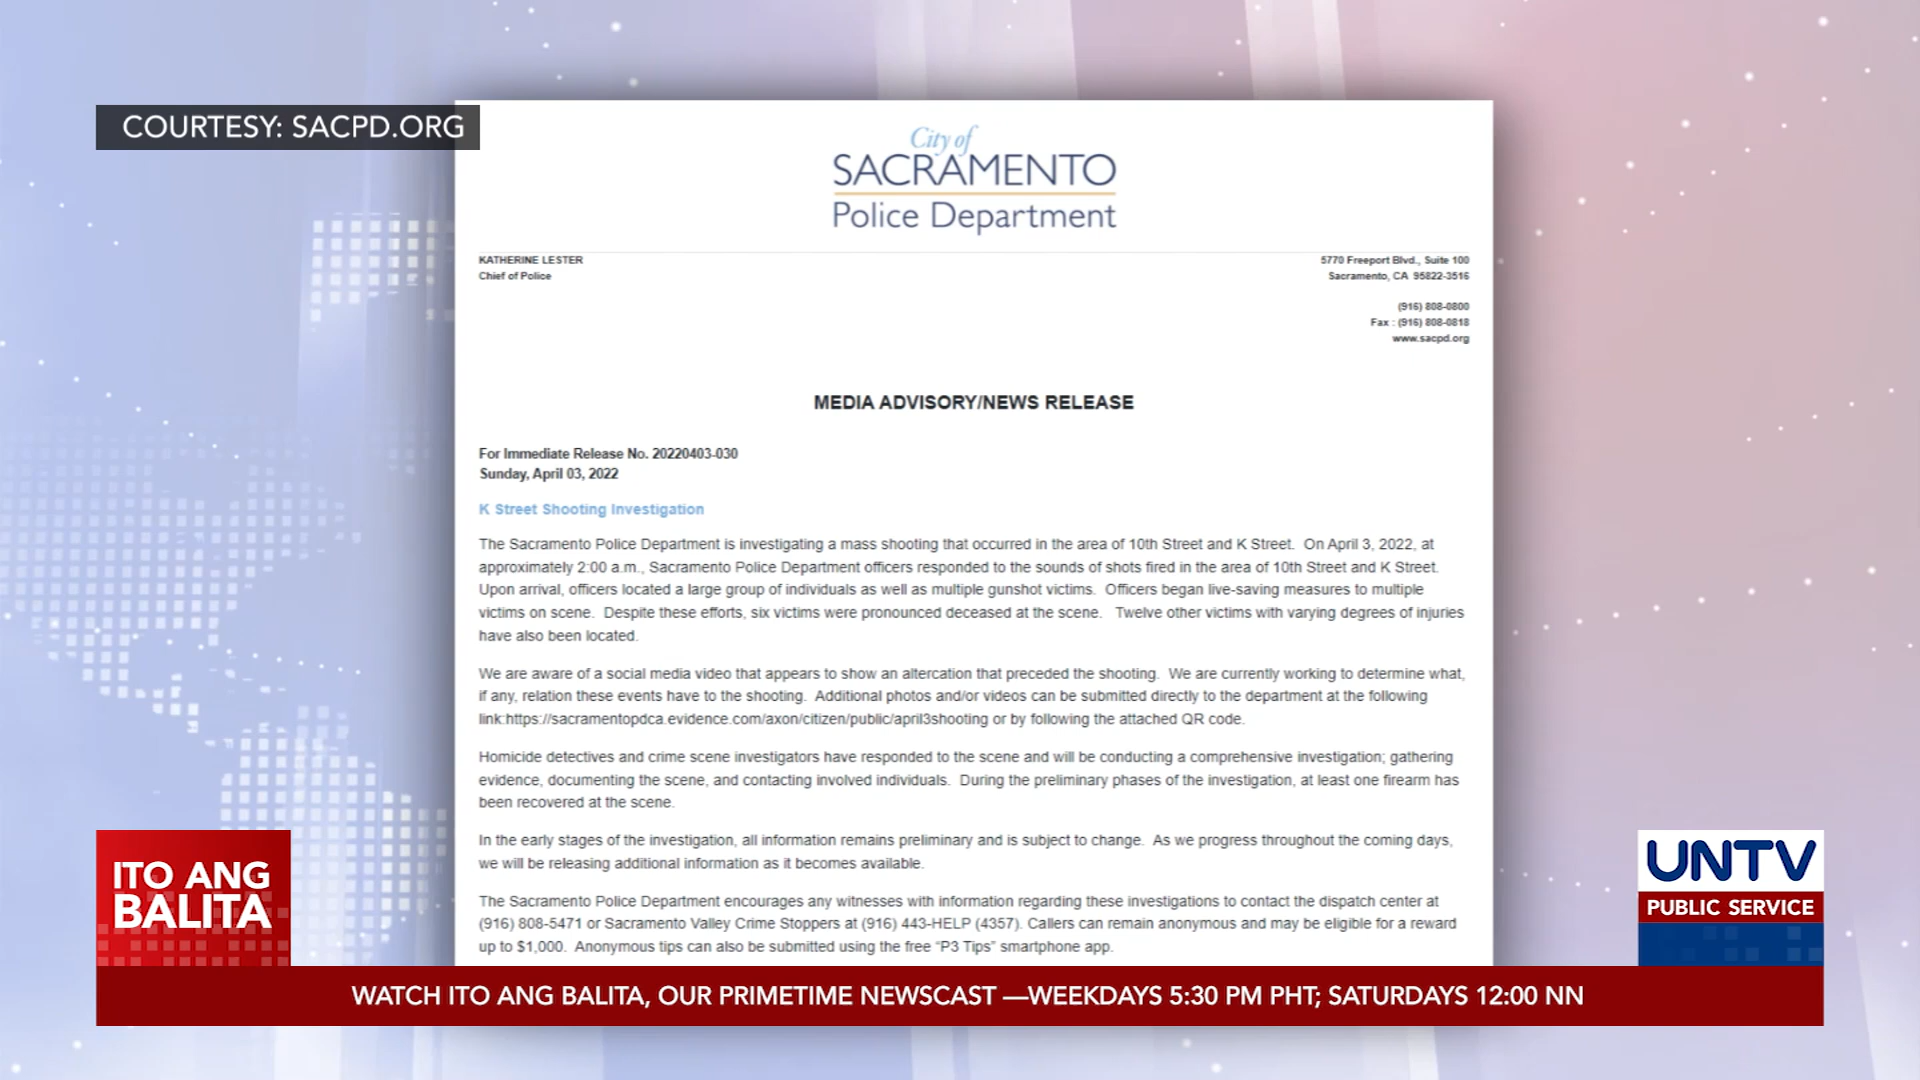 COURTESY: SACPD.ORG
City of
SACRAMENTO
Police Department
KATHERINE LESTER
Chief of Police
5770 Freeport Blvd., Suite 100
Sacramento, CA 95822-3516
(916) 808-0800
Fax : (916) 808-0818
www.sacpd.org
MEDIA ADVISORY/NEWS RELEASE
For Immediate Release No. 20220403-030
Sunday, April 03, 2022
K Street Shooting Investigation
The Sacramento Police Department is investigating a mass shooting that occurred in the area of 10th Street and K Street. On April 3, 2022, at
approximately 2:00 a.m., Sacramento Police Department officers responded to the sounds of shots fired in the area of 10th Street and K Street.
Upon arrival, officers located a large group of individuals as well as multiple gunshot victims. Officers began live-saving measures to multiple
victims on scene. Despite these efforts, six victims were pronounced deceased at the scene. Twelve other victims with varying degrees of injuries
have also been located.
We are aware of a social media video that appears to show an altercation that preceded the shooting. We are currently working to determine what,
if any, relation these events have to the shooting. Additional photos and/or videos can be submitted directly to the department at the following
link:https://sacramentopdca.evidence.com/axon/citizen/public/april3shooting or by following the attached QR code.
Homicide detectives and crime scene investigators have responded to the scene and will be conducting a comprehensive investigation; gathering
evidence, documenting the scene, and contacting involved individuals. During the preliminary phases of the investigation, at least one firearm has
been recovered at the scene.
In the early stages of the investigation, all information remains preliminary and is subject to change. As we progress throughout the coming days,
we will be releasing additional information as it becomes available.
The Sacramento Police Department encourages any witnesses with information regarding these investigations to contact the dispatch center at
(916) 808-5471 or Sacramento Valley Crime Stoppers at (916) 443-HELP (4357). Callers can remain anonymous and may be eligible for a reward
up to $1,000. Anonymous tips can also be submitted using the free “P3 Tips” smartphone app.
ITO ANG
BALITA
UNTV
PUBLIC SERVICE
WATCH ITO ANG BALITA, OUR PRIMETIME NEWSCAST —WEEKDAYS 5:30 PM PHT; SATURDAYS 12:00 NN